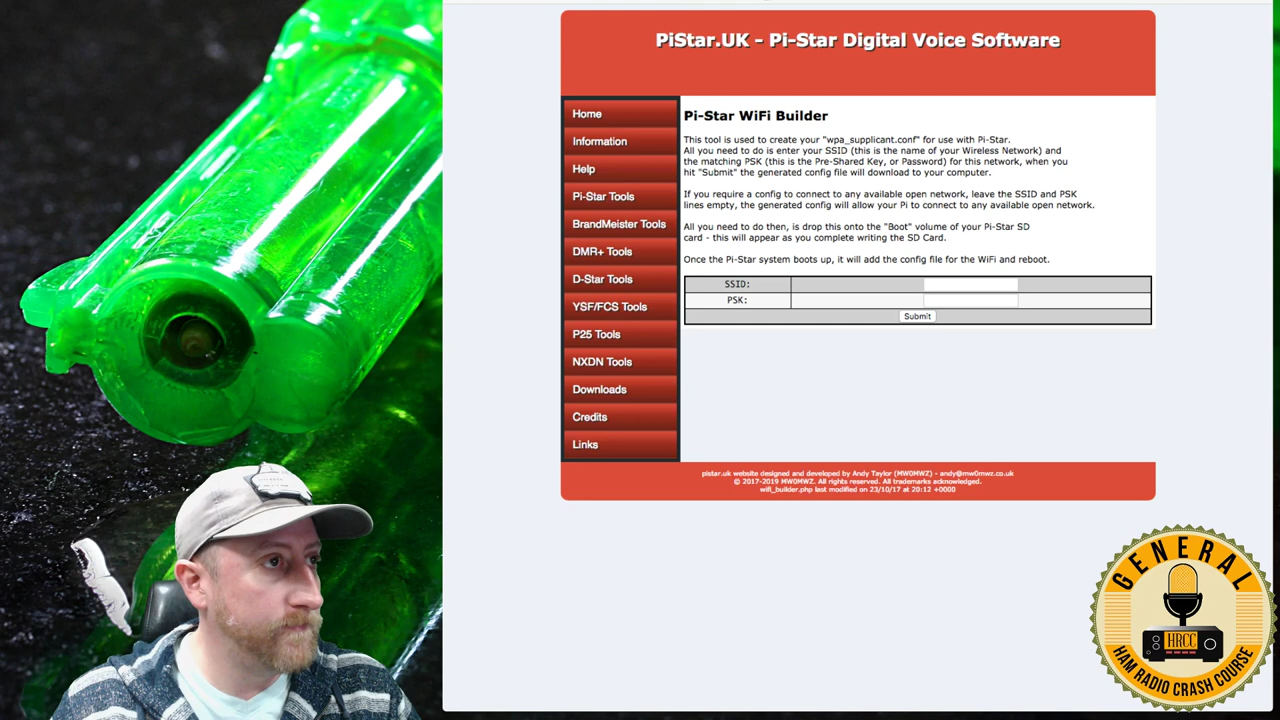 PiStar.UK - Pi-Star Digital Voice Software
Home
Information
Help
Pi-Star Tools
BrandMeister Tools
DMR+ Tools
D-Star Tools
YSF/FCS Tools
P25 Tools
NXDN Tools
Downloads
Credits
Links
Pi-Star WiFi Builder
This tool is used to create your "wpa_supplicant.conf" for use with Pi-Star.
All you need to do is enter your SSID (this is the name of your Wireless Network) and
the matching PSK (this is the Pre-Shared Key, or Password) for this network, when you
hit "Submit" the generated config file will download to your computer.
If you require a config to connect to any available open network, leave the SSID and PSK
lines empty, the generated config will allow your Pi to connect to any available open network.
All you need to do then, is drop this onto the "Boot" volume of your Pi-Star SD
card - this will appear as you complete writing the SD Card.
Once the Pi-Star system boots up, it will add the config file for the WiFi and reboot.
SSID:
PSK:
Submit
pistar.uk website designed and developed by Andy Taylor (MW0MWZ) - andy@mw0mwz.co.uk
© 2017-2019 MW0MWZ. All rights reserved. All trademarks acknowledged.
wifi_builder.php last modified on 23/10/17 at 20:12 +0000
GENERAL
HRCC
HAM RADIO CRASH COURSE